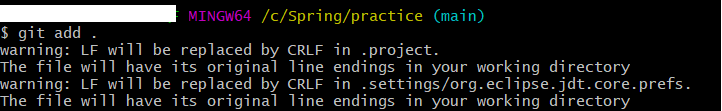 MINGW64 /c/Spring/practice (main)
$ git add .
warning: LF will be replaced by CRLF in .project.
The file will have its original line endings in your working directory
warning: LF will be replaced by CRLF in .settings/org.eclipse.jdt.core.prefs.
The file will have its original line endings in your working directory